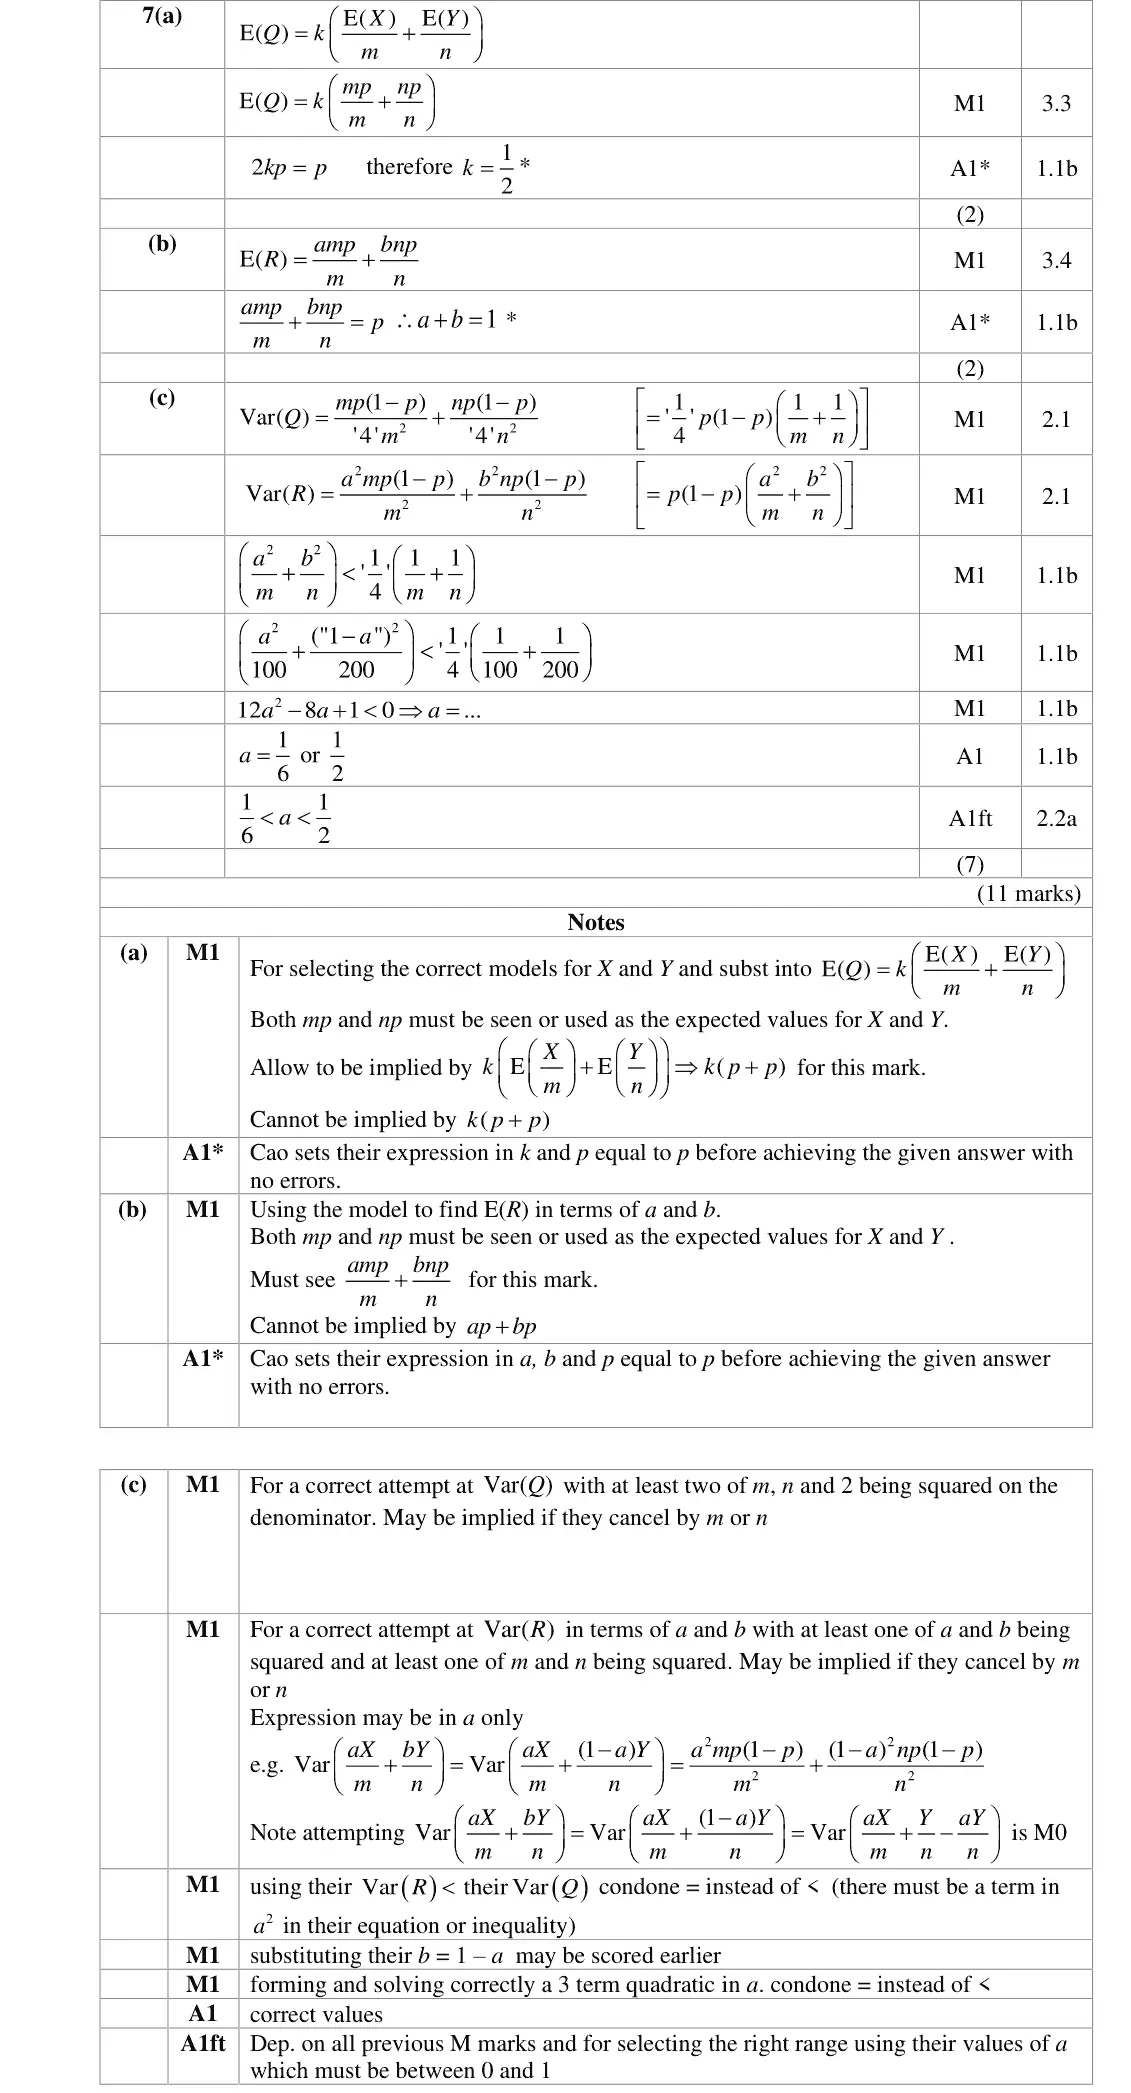 7(a) E(Q) = k(E(X)/m + E(Y)/n)
E(Q) = k(mp/m + np/n) M1 3.3
2kp = p therefore k = 1/2 * A1* 1.1b
(2)
(b) E(R) = amp/m + bnp/n M1 3.4
amp/m + bnp/n = p ∴ a + b = 1 * A1* 1.1b
(2)
(c) Var(Q) = mp(1 − p)/'4'm² + np(1 − p)/'4'n² [= '1/4' p(1 − p)(1/m + 1/n)] M1 2.1
Var(R) = a²mp(1 − p)/m² + b²np(1 − p)/n² [= p(1 − p)(a²/m + b²/n)] M1 2.1
(a²/m + b²/n) < '1/4'(1/m + 1/n) M1 1.1b
(a²/100 + ("1 − a")²/200) < '1/4'(1/100 + 1/200) M1 1.1b
12a² − 8a + 1 < 0 ⇒ a = ... M1 1.1b
a = 1/6 or 1/2 A1 1.1b
1/6 < a < 1/2 A1ft 2.2a
(7)
(11 marks)
Notes
(a) M1 For selecting the correct models for X and Y and subst into E(Q) = k(E(X)/m + E(Y)/n)
Both mp and np must be seen or used as the expected values for X and Y.
Allow to be implied by k(E(X/m) + E(Y/n)) ⇒ k(p + p) for this mark.
Cannot be implied by k(p + p)
A1* Cao sets their expression in k and p equal to p before achieving the given answer with
no errors.
(b) M1 Using the model to find E(R) in terms of a and b.
Both mp and np must be seen or used as the expected values for X and Y .
Must see amp/m + bnp/n for this mark.
Cannot be implied by ap + bp
A1* Cao sets their expression in a, b and p equal to p before achieving the given answer
with no errors.
(c) M1 For a correct attempt at Var(Q) with at least two of m, n and 2 being squared on the
denominator. May be implied if they cancel by m or n
M1 For a correct attempt at Var(R) in terms of a and b with at least one of a and b being
squared and at least one of m and n being squared. May be implied if they cancel by m
or n
Expression may be in a only
e.g. Var(aX/m + bY/n) = Var(aX/m + (1 − a)Y/n) = a²mp(1 − p)/m² + (1 − a)²np(1 − p)/n²
Note attempting Var(aX/m + bY/n) = Var(aX/m + (1 − a)Y/n) = Var(aX/m + Y/n − aY/n) is M0
M1 using their Var(R) < their Var(Q) condone = instead of < (there must be a term in
a² in their equation or inequality)
M1 substituting their b = 1 – a may be scored earlier
M1 forming and solving correctly a 3 term quadratic in a. condone = instead of <
A1 correct values
A1ft Dep. on all previous M marks and for selecting the right range using their values of a
which must be between 0 and 1